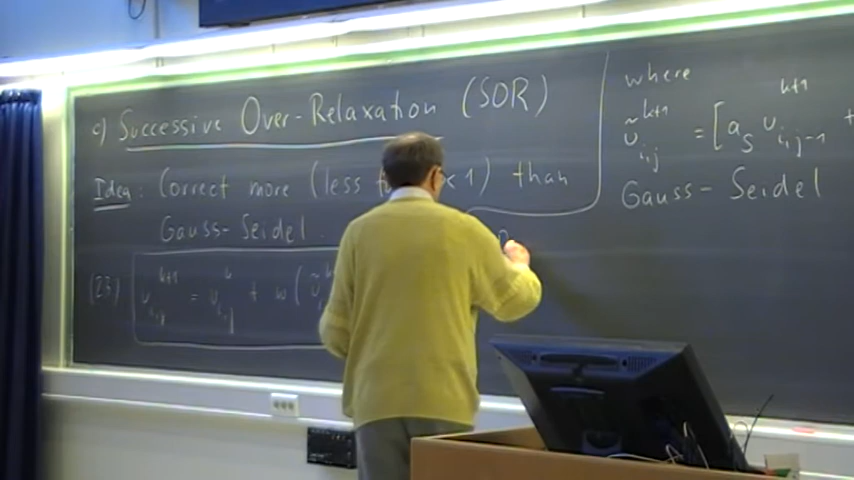 c) Successive Over-Relaxation (SOR)
Idea: Correct more (less 1) than
Gauss-Seidel.
(23) u^{k+1}_{i,j} = u^k_{i,j} + w (ũ
where
ũ^{k+1}_{i,j} = [a_S u^{k+1}_{i,j-1} +
Gauss-Seidel